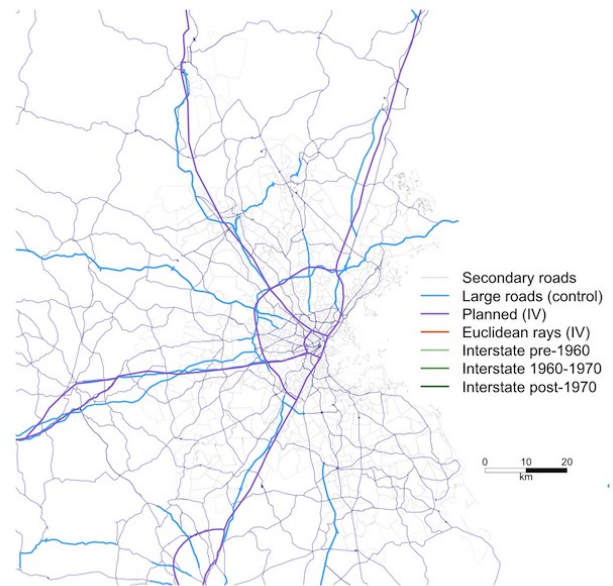 Secondary roads
Large roads (control)
Planned (IV)
Euclidean rays (IV)
Interstate pre-1960
Interstate 1960-1970
Interstate post-1970
0 10 20
km